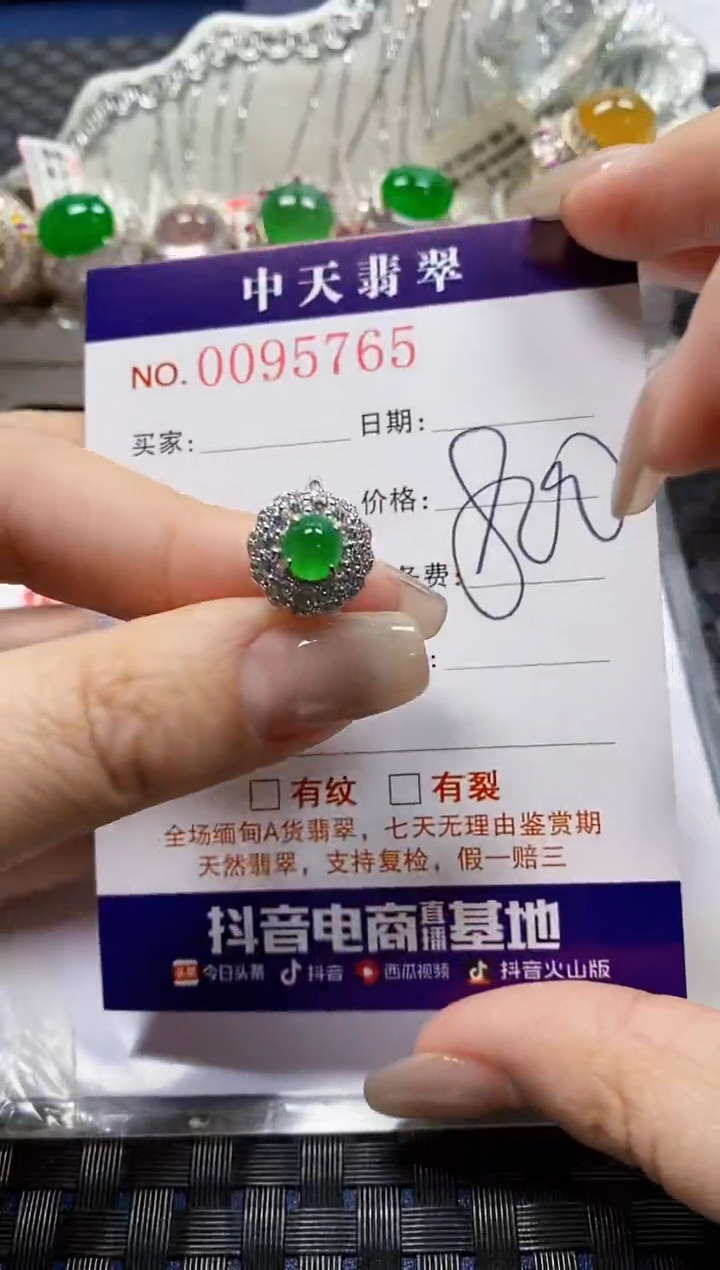 中天翡翠
NO. 0095765
买家: 日期:
价格:
费:
:
有纹 有裂
全场缅甸A货翡翠，七天无理由鉴赏期
天然翡翠，支持复检，假一赔三
抖音电商直播基地
头条 今日头条 抖音 西瓜视频 抖音火山版